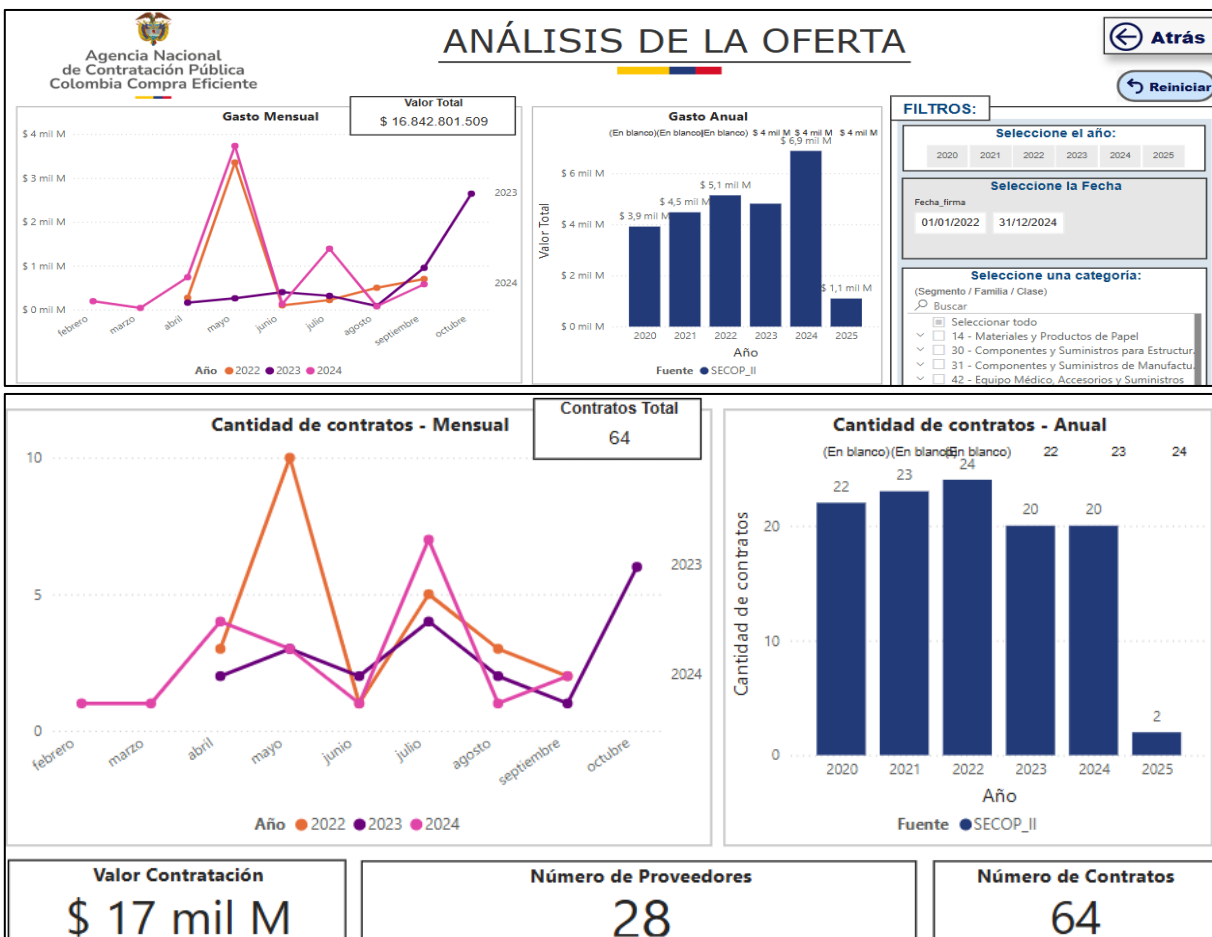 Agencia Nacional
de Contratación Pública
Colombia Compra Eficiente
ANÁLISIS DE LA OFERTA
Atrás
Reiniciar
Gasto Mensual
Valor Total
$ 16.842.801.509
$ 4 mil M
$ 3 mil M
$ 2 mil M
$ 1 mil M
$ 0 mil M
2023
2024
febrero
marzo
abril
mayo
junio
julio
agosto
septiembre
octubre
Año 2022 2023 2024
Gasto Anual
(En blanco) (En blanco) (En blanco) $ 4 mil M $ 4 mil M $ 4 mil M
$ 6,9 mil M
$ 5,1 mil M
$ 4,5 mil M
$ 3,9 mil M
$ 1,1 mil M
Valor Total
$ 6 mil M
$ 4 mil M
$ 2 mil M
$ 0 mil M
2020 2021 2022 2023 2024 2025
Año
Fuente SECOP_II
FILTROS:
Seleccione el año:
2020 2021 2022 2023 2024 2025
Seleccione la Fecha
Fecha_firma
01/01/2022 31/12/2024
Seleccione una categoría:
(Segmento / Familia / Clase)
Buscar
Seleccionar todo
14 - Materiales y Productos de Papel
30 - Componentes y Suministros para Estructur.
31 - Componentes y Suministros de Manufactu.
42 - Equipo Médico, Accesorios y Suministros
Cantidad de contratos - Mensual
Contratos Total
64
10
5
0
2023
2024
febrero
marzo
abril
mayo
junio
julio
agosto
septiembre
octubre
Año 2022 2023 2024
Cantidad de contratos - Anual
(En blanco) (En blanco) (En blanco) 22 23 24
22
23
24
20
20
2
Cantidad de contratos
20
10
0
2020 2021 2022 2023 2024 2025
Año
Fuente SECOP_II
Valor Contratación
$ 17 mil M
Número de Proveedores
28
Número de Contratos
64